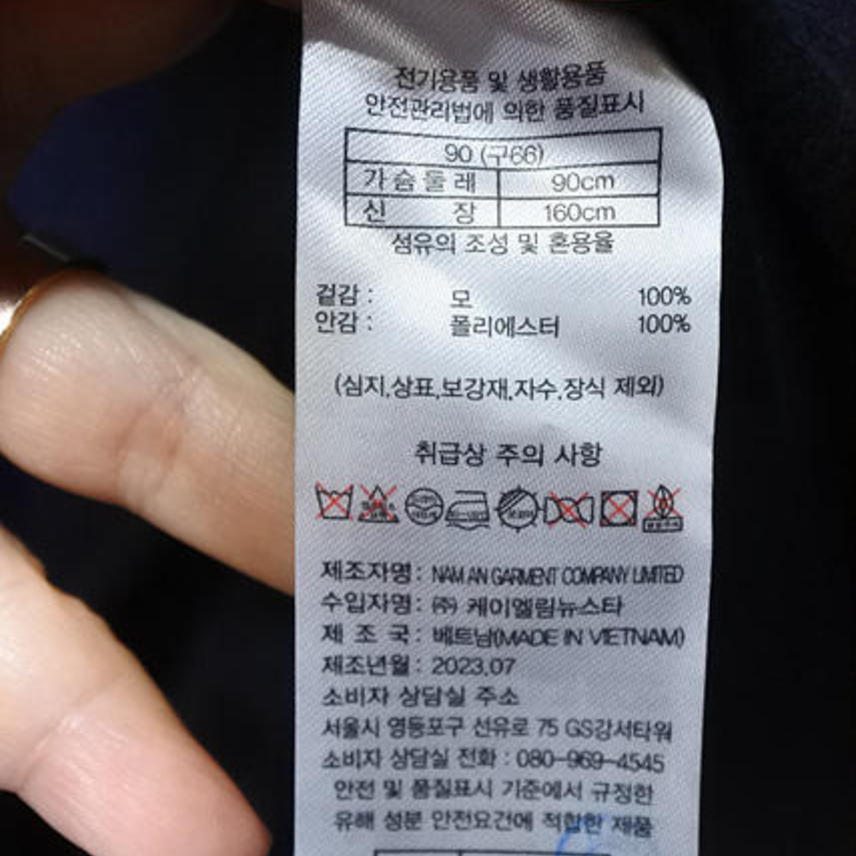 전기용품 및 생활용품
안전관리법에 의한 품질표시
90 (구66)
가슴둘레 90cm
신 장 160cm
섬유의 조성 및 혼용율
겉감 : 모 100%
안감 : 폴리에스터 100%
(심지,상표,보강재,자수,장식 제외)
취급상 주의 사항
제조자명: NAM AN GARMENT COMPANY LIMITED
수입자명: ㈜ 케이엘림뉴스타
제 조 국: 베트남(MADE IN VIETNAM)
제조년월: 2023.07
소비자 상담실 주소
서울시 영등포구 선유로 75 GS강서타워
소비자 상담실 전화 : 080-969-4545
안전 및 품질표시 기준에서 규정한
유해 성분 안전요건에 적합한 제품